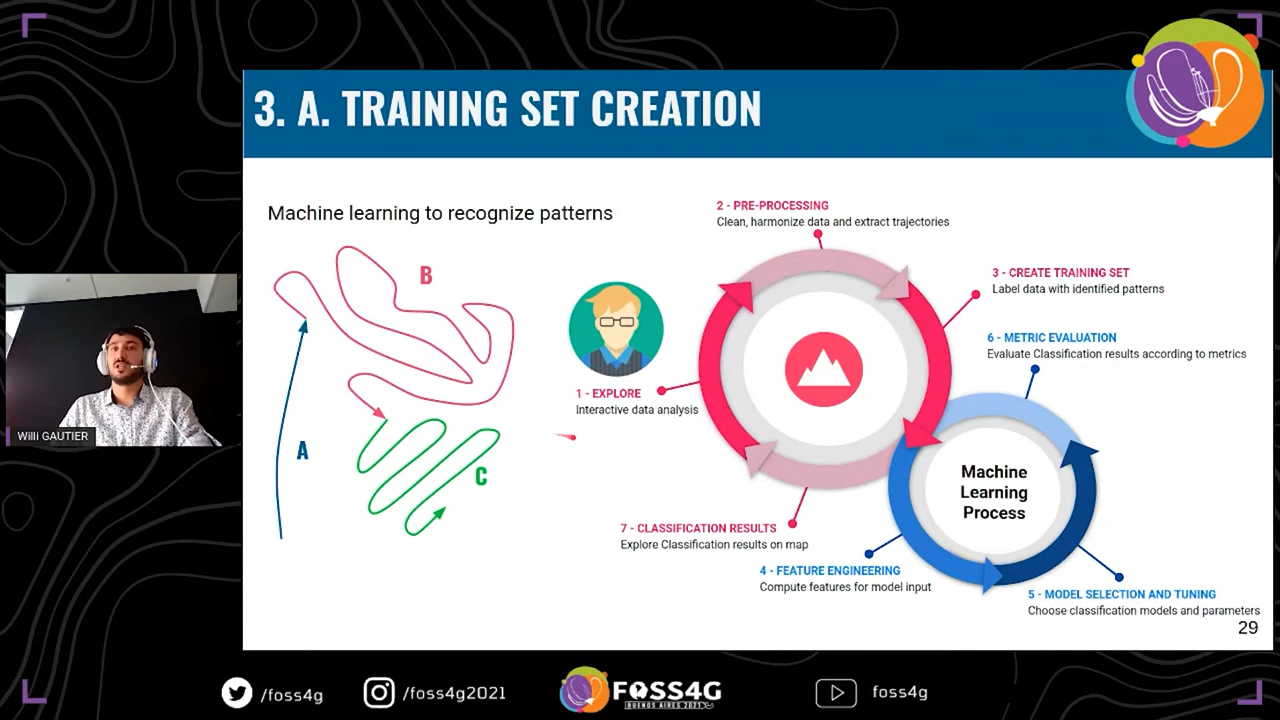 3. A. TRAINING SET CREATION
Machine learning to recognize patterns
A
B
C
1 - EXPLORE
Interactive data analysis
2 - PRE-PROCESSING
Clean, harmonize data and extract trajectories
3 - CREATE TRAINING SET
Label data with identified patterns
6 - METRIC EVALUATION
Evaluate Classification results according to metrics
Machine
Learning
Process
7 - CLASSIFICATION RESULTS
Explore Classification results on map
4 - FEATURE ENGINEERING
Compute features for model input
5 - MODEL SELECTION AND TUNING
Choose classification models and parameters
29
Willi GAUTIER
/foss4g
/foss4g2021
FOSS4G
BUENOS AIRES 2021
foss4g